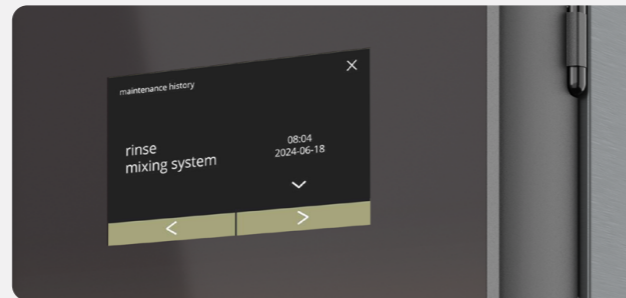 maintenance history
rinse
mixing system
08:04
2024-06-18